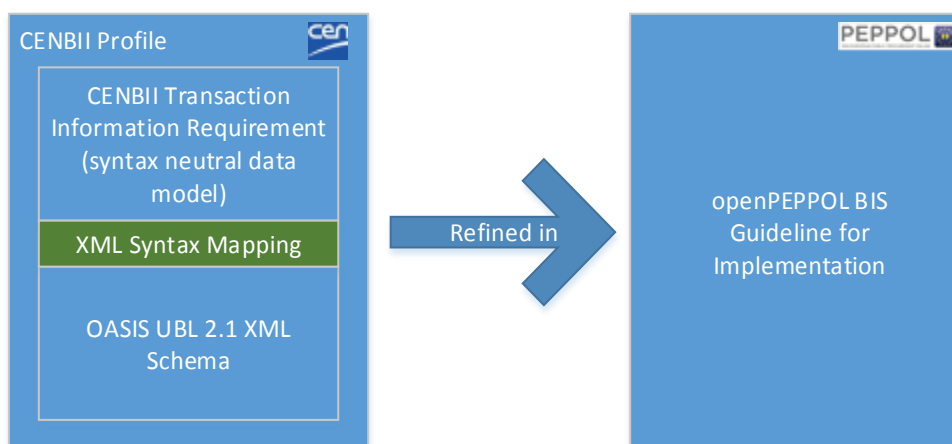 CENBII Profile
cen
CENBII Transaction
Information Requirement
(syntax neutral data
model)
XML Syntax Mapping
OASIS UBL 2.1 XML
Schema
Refined in
PEPPOL
openPEPPOL BIS
Guideline for
Implementation